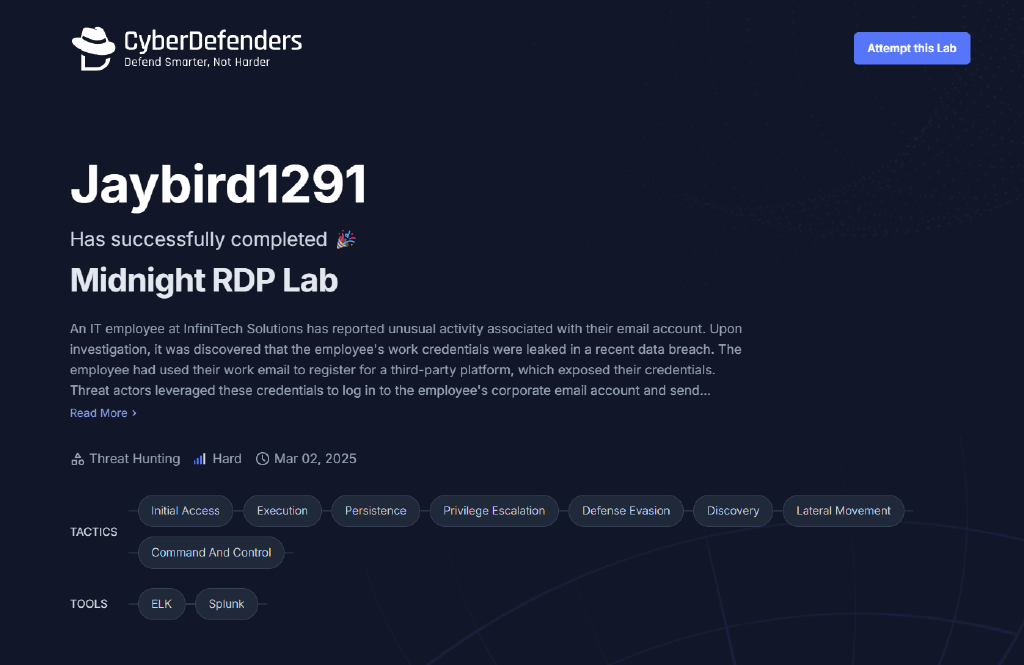 CyberDefenders
Defend Smarter, Not Harder
Attempt this Lab
Jaybird1291
Has successfully completed 🎉
Midnight RDP Lab
An IT employee at InfiniTech Solutions has reported unusual activity associated with their email account. Upon
investigation, it was discovered that the employee's work credentials were leaked in a recent data breach. The
employee had used their work email to register for a third-party platform, which exposed their credentials.
Threat actors leveraged these credentials to log in to the employee's corporate email account and send...
Read More ›
Threat Hunting Hard Mar 02, 2025
TACTICS
Initial Access Execution Persistence Privilege Escalation Defense Evasion Discovery Lateral Movement
Command And Control
TOOLS ELK Splunk